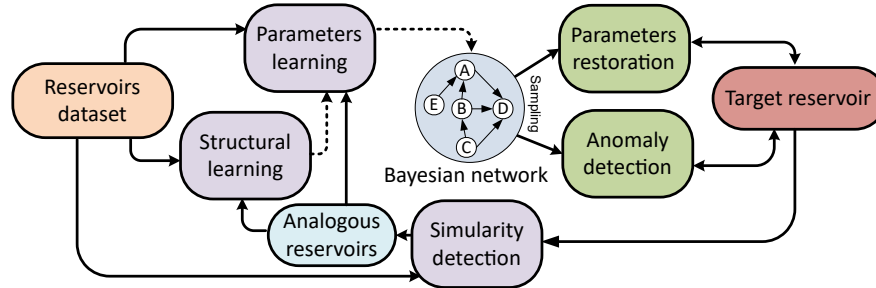 Parameters
learning
Parameters
restoration
Reservoirs
dataset
A
E
B
D
C
Sampling
Target reservoir
Structural
learning
Anomaly
detection
Bayesian network
Analogous
reservoirs
Simularity
detection